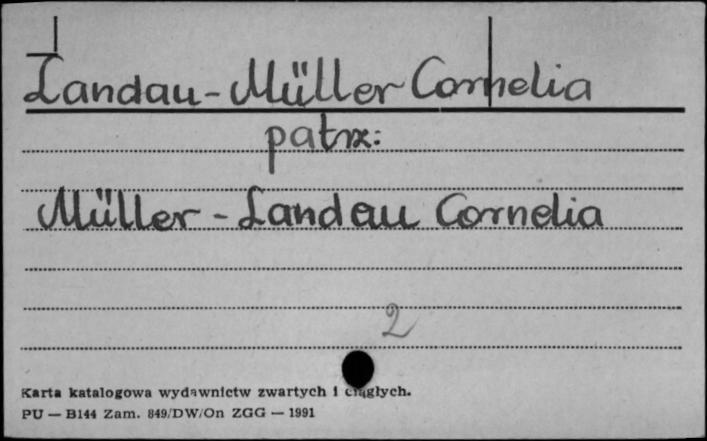 Landau-Müller Cornelia
patrz:
Müller-Landau Cornelia
2
Karta katalogowa wydawnictw zwartych i ciągłych.
PU — B144 Zam. 849/DW/On ZGG — 1991